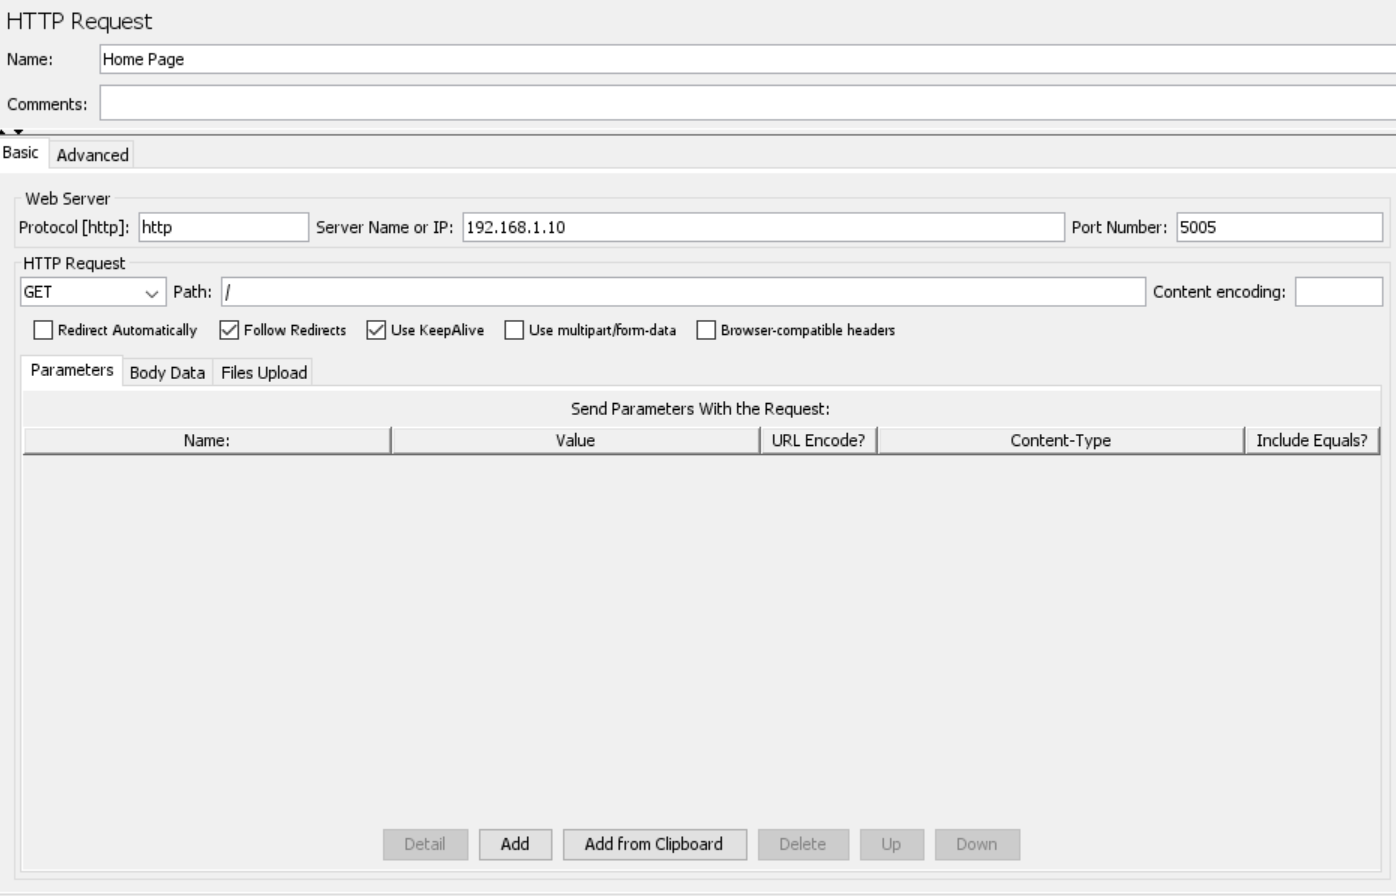 HTTP Request
Name: Home Page
Comments:
Basic Advanced
Web Server
Protocol [http]: http Server Name or IP: 192.168.1.10 Port Number: 5005
HTTP Request
GET Path: / Content encoding:
Redirect Automatically Follow Redirects Use KeepAlive Use multipart/form-data Browser-compatible headers
Parameters Body Data Files Upload
Send Parameters With the Request:
Name: Value URL Encode? Content-Type Include Equals?
Detail Add Add from Clipboard Delete Up Down